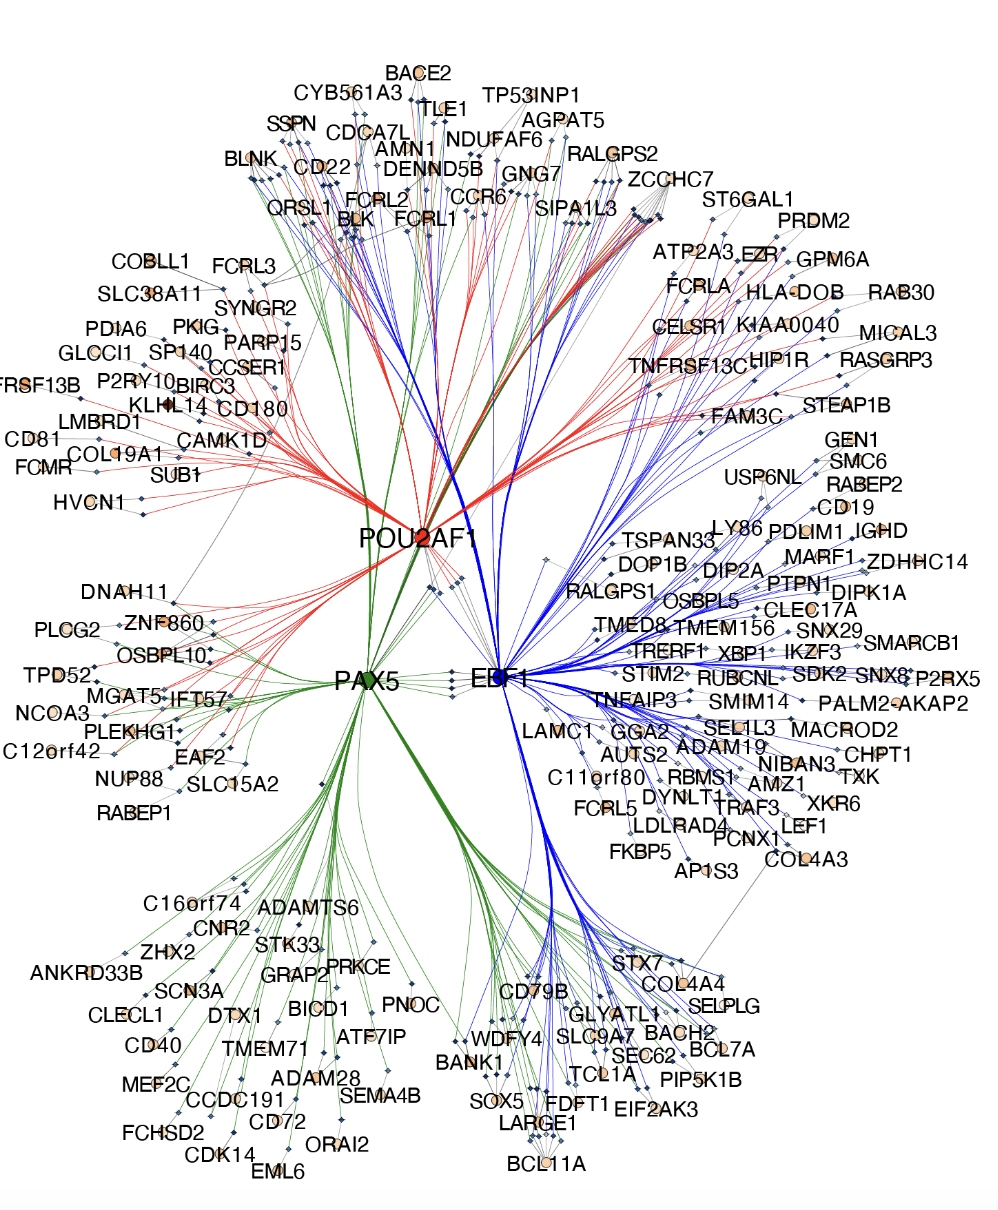 BACE2
CYB561A3
TP53INP1
TLE1
AGPAT5
SSPN
CDCA7L
NDUFAF6
AMN1
RALGPS2
BLNK
CD22
DENND5B
GNG7
ZCCHC7
CCR6
FCRL2
ST6GAL1
QRSL1
SIPA1L3
BLK
FCRL1
PRDM2
ATP2A3
EZR
GPM6A
COBLL1
FCRL3
FCRLA
HLA-DOB
RAB30
SLC38A11
SYNGR2
PDIA6
PKIG
CELSR1
KIAA0040
MICAL3
PARP15
GLCCI1
SP140
HIP1R
RASGRP3
CCSER1
TNFRSF13C
FRSF13B
P2RY10
BIRC3
KLHL14
CD180
STEAP1B
FAM3C
LMBRD1
CD81
CAMK1D
GEN1
COL19A1
SMC6
FCMR
SUB1
USP6NL
RABEP2
HVCN1
CD19
LY86
PDLIM1
IGHD
POU2AF1
TSPAN33
MARF1
ZDHHC14
DOP1B
DIP2A
PTPN1
DNAH11
RALGPS1
OSBPL5
DIPK1A
CLEC17A
PLCG2
ZNF860
TMED8
TMEM156
SNX29
SMARCB1
OSBPL10
TRERF1
XBP1
IKZF3
TPD52
PAX5
EBF1
STIM2
RUBCNL
SDK2
SNX8
P2RX5
MGAT5
IFT57
TNFAIP3
SMIM14
PALM2-AKAP2
NCOA3
PLEKHG1
LAMC1
GGA2
SEL1L3
MACROD2
C12orf42
EAF2
AUTS2
ADAM19
CHPT1
NIBAN3
NUP88
SLC15A2
C11orf80
RBMS1
AMZ1
TXK
RABEP1
FCRL5
DYNLT1
TRAF3
XKR6
LDLRAD4
LEF1
PCNX1
FKBP5
COL4A3
AP1S3
C16orf74
ADAMTS6
CNR2
STK33
ZHX2
PRKCE
STX7
ANKRD33B
GRAP2
COL4A4
SCN3A
CD79B
CLECL1
DTX1
BICD1
PNOC
GLYATL1
SELPLG
CD40
ATF7IP
WDFY4
SLC9A7
BACH2
TMEM71
BANK1
SEC62
BCL7A
MEF2C
ADAM28
TCL1A
PIP5K1B
CCDC191
SEMA4B
SOX5
FDFT1
EIF2AK3
CD72
LARGE1
FCHSD2
ORAI2
CDK14
BCL11A
EML6